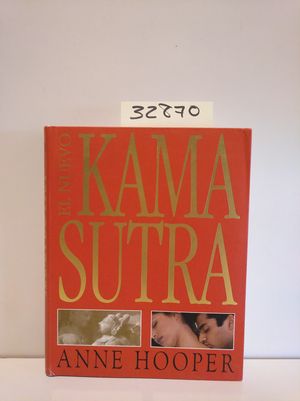 32870
EL NUEVO
KAMA
SUTRA
ANNE HOOPER